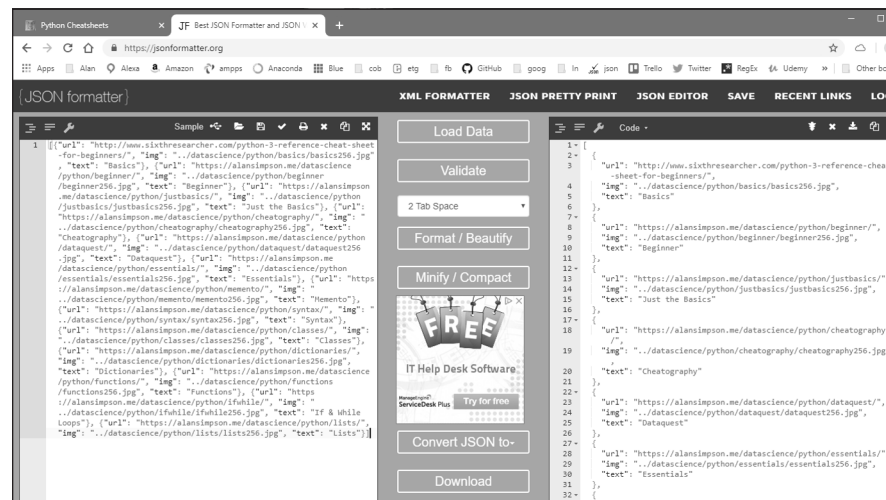 Python Cheatsheets
JF Best JSON Formatter and JSON V
https://jsonformatter.org
Apps Alan Alexa Amazon ampps Anaconda Blue cob etg fb GitHub goog In json Trello Twitter RegEx Udemy » Other bo
{JSON formatter}
XML FORMATTER JSON PRETTY PRINT JSON EDITOR SAVE RECENT LINKS LO
Sample
1 [{"url": "http://www.sixthresearcher.com/python-3-reference-cheat-sheet
-for-beginners/", "img": "../datascience/python/basics/basics256.jpg"
, "text": "Basics"}, {"url": "https://alansimpson.me/datascience
/python/beginner/", "img": "../datascience/python/beginner
/beginner256.jpg", "text": "Beginner"}, {"url": "https://alansimpson
.me/datascience/python/justbasics/", "img": "../datascience/python
/justbasics/justbasics256.jpg", "text": "Just the Basics"}, {"url":
"https://alansimpson.me/datascience/python/cheatography/", "img": "
../datascience/python/cheatography/cheatography256.jpg", "text":
"Cheatography"}, {"url": "https://alansimpson.me/datascience/python
/dataquest/", "img": "../datascience/python/dataquest/dataquest256
.jpg", "text": "Dataquest"}, {"url": "https://alansimpson.me
/datascience/python/essentials/", "img": "../datascience/python
/essentials/essentials256.jpg", "text": "Essentials"}, {"url": "https
://alansimpson.me/datascience/python/memento/", "img": "
../datascience/python/memento/memento256.jpg", "text": "Memento"},
{"url": "https://alansimpson.me/datascience/python/syntax/", "img": "
../datascience/python/syntax/syntax256.jpg", "text": "Syntax"},
{"url": "https://alansimpson.me/datascience/python/classes/", "img":
"../datascience/python/classes/classes256.jpg", "text": "Classes"},
{"url": "https://alansimpson.me/datascience/python/dictionaries/",
"img": "../datascience/python/dictionaries/dictionaries256.jpg",
"text": "Dictionaries"}, {"url": "https://alansimpson.me/datascience
/python/functions/", "img": "../datascience/python/functions
/functions256.jpg", "text": "Functions"}, {"url": "https
://alansimpson.me/datascience/python/ifwhile/", "img": "
../datascience/python/ifwhile/ifwhile256.jpg", "text": "If & While
Loops"}, {"url": "https://alansimpson.me/datascience/python/lists/",
"img": "../datascience/python/lists/lists256.jpg", "text": "Lists"}]
Load Data
Validate
2 Tab Space
Format / Beautify
Minify / Compact
FREE
IT Help Desk Software
ManageEngine
ServiceDesk Plus
Try for free
Convert JSON to
Download
Code
1 [
2 {
3 "url": "http://www.sixthresearcher.com/python-3-reference-chea
-sheet-for-beginners/",
4 "img": "../datascience/python/basics/basics256.jpg",
5 "text": "Basics"
6 },
7 {
8 "url": "https://alansimpson.me/datascience/python/beginner/",
9 "img": "../datascience/python/beginner/beginner256.jpg",
10 "text": "Beginner"
11 },
12 {
13 "url": "https://alansimpson.me/datascience/python/justbasics/"
14 "img": "../datascience/python/justbasics/justbasics256.jpg",
15 "text": "Just the Basics"
16 },
17 {
18 "url": "https://alansimpson.me/datascience/python/cheatography
/",
19 "img": "../datascience/python/cheatography/cheatography256.jpg
,
20 "text": "Cheatography"
21 },
22 {
23 "url": "https://alansimpson.me/datascience/python/dataquest/",
24 "img": "../datascience/python/dataquest/dataquest256.jpg",
25 "text": "Dataquest"
26 },
27 {
28 "url": "https://alansimpson.me/datascience/python/essentials/"
29 "img": "../datascience/python/essentials/essentials256.jpg",
30 "text": "Essentials"
31 },
32 {